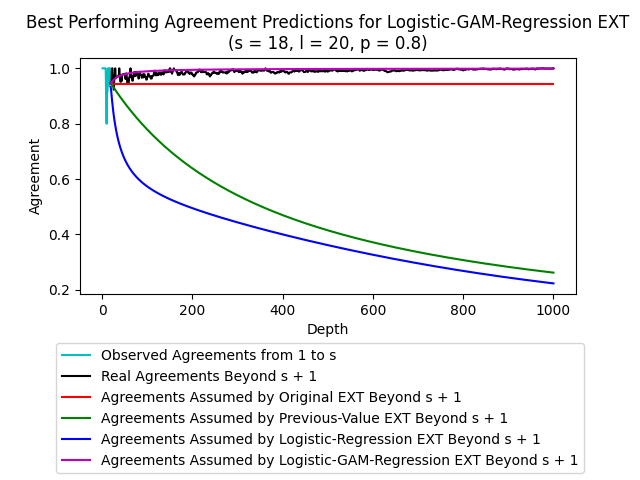 Best Performing Agreement Predictions for Logistic-GAM-Regression EXT
(s = 18, l = 20, p = 0.8)
1.0
0.8
0.6
0.4
0.2
Agreement
0 200 400 600 800 1000
Depth
Observed Agreements from 1 to s
Real Agreements Beyond s + 1
Agreements Assumed by Original EXT Beyond s + 1
Agreements Assumed by Previous-Value EXT Beyond s + 1
Agreements Assumed by Logistic-Regression EXT Beyond s + 1
Agreements Assumed by Logistic-GAM-Regression EXT Beyond s + 1